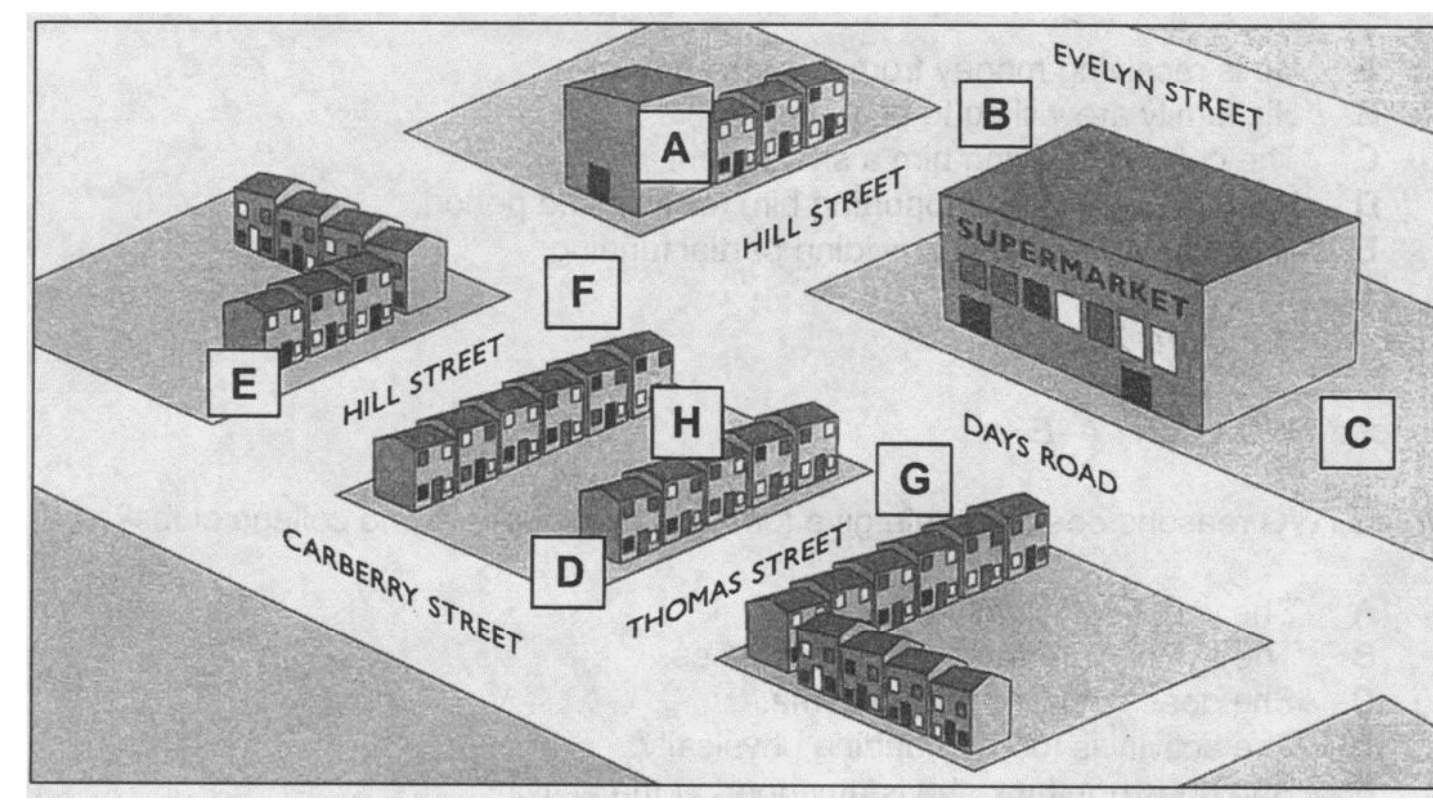 EVELYN STREET
B
A
HILL STREET
SUPERMARKET
F
E
HILL STREET
H
C
DAYS ROAD
G
D
THOMAS STREET
CARBERRY STREET